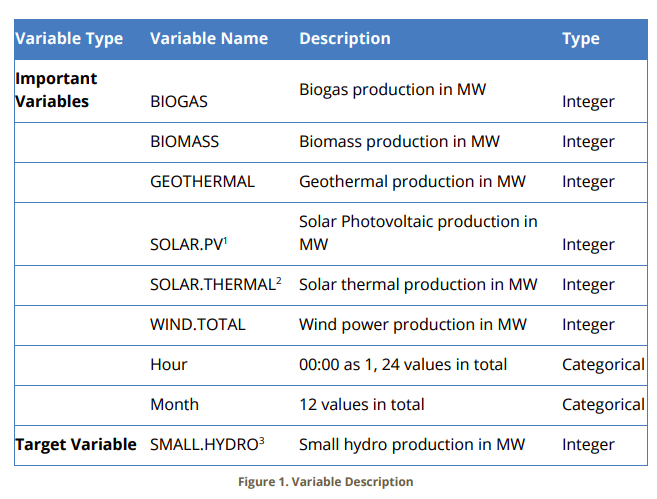 Variable Type Variable Name Description Type
Important
Variables BIOGAS Biogas production in MW Integer
BIOMASS Biomass production in MW Integer
GEOTHERMAL Geothermal production in MW Integer
Solar Photovoltaic production in
SOLAR.PV¹ MW Integer
SOLAR.THERMAL² Solar thermal production in MW Integer
WIND.TOTAL Wind power production in MW Integer
Hour 00:00 as 1, 24 values in total Categorical
Month 12 values in total Categorical
Target Variable SMALL.HYDRO³ Small hydro production in MW Integer
Figure 1. Variable Description